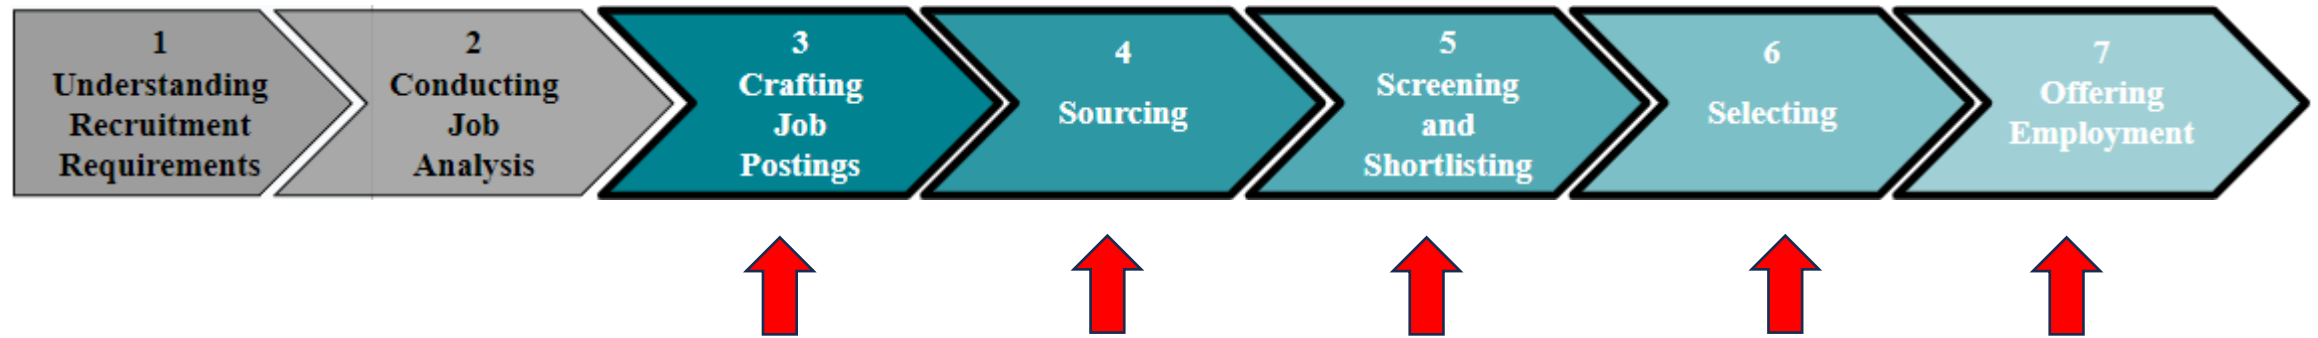 1
Understanding
Recruitment
Requirements
2
Conducting
Job
Analysis
3
Crafting
Job
Postings
4
Sourcing
5
Screening
and
Shortlisting
6
Selecting
7
Offering
Employment